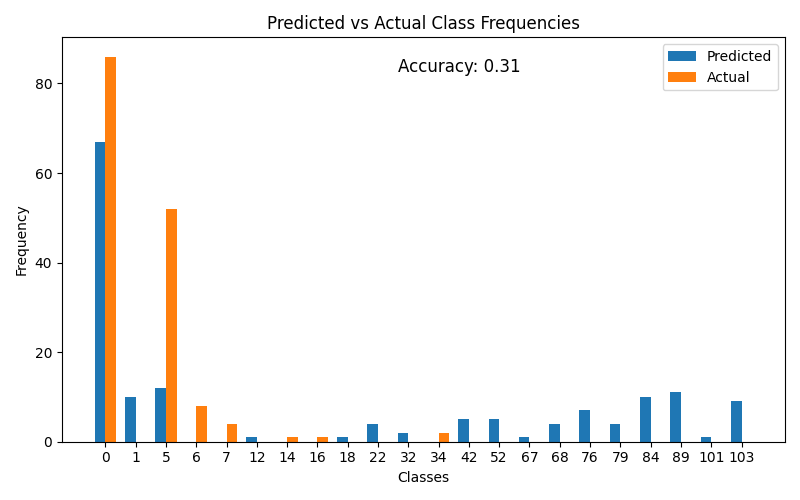 Predicted vs Actual Class Frequencies
Accuracy: 0.31
Predicted
Actual
80
60
40
20
0
Frequency
0 1 5 6 7 12 14 16 18 22 32 34 42 52 67 68 76 79 84 89 101 103
Classes